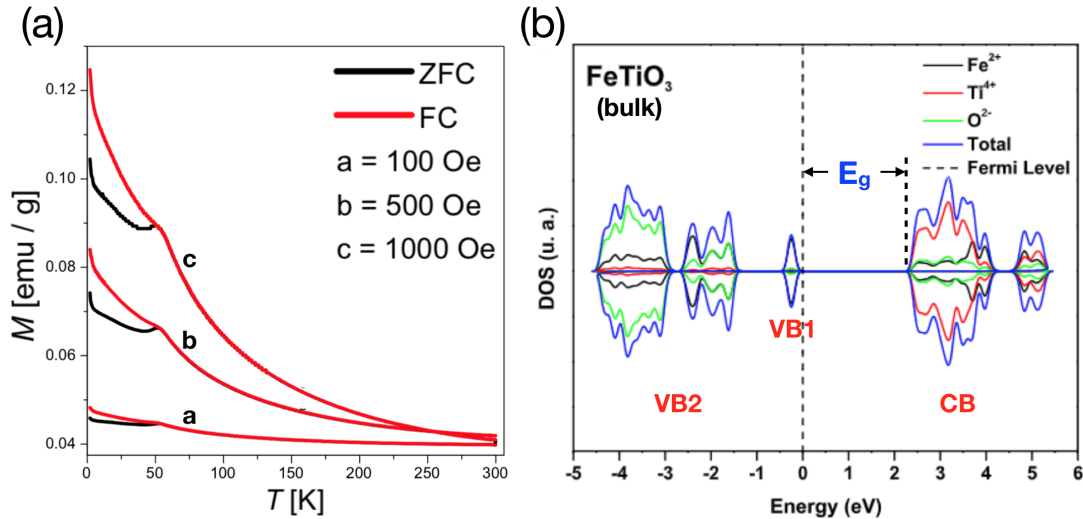 (a)
ZFC
FC
a = 100 Oe
b = 500 Oe
c = 1000 Oe
c
b
a
M [emu / g]
0.12
0.10
0.08
0.06
0.04
0 50 100 150 200 250 300
T [K]
(b)
FeTiO₃
(bulk)
Fe²⁺
Ti⁴⁺
O²⁻
Total
Fermi Level
E₉
VB1
VB2
CB
DOS (u. a.)
-5 -4 -3 -2 -1 0 1 2 3 4 5 6
Energy (eV)